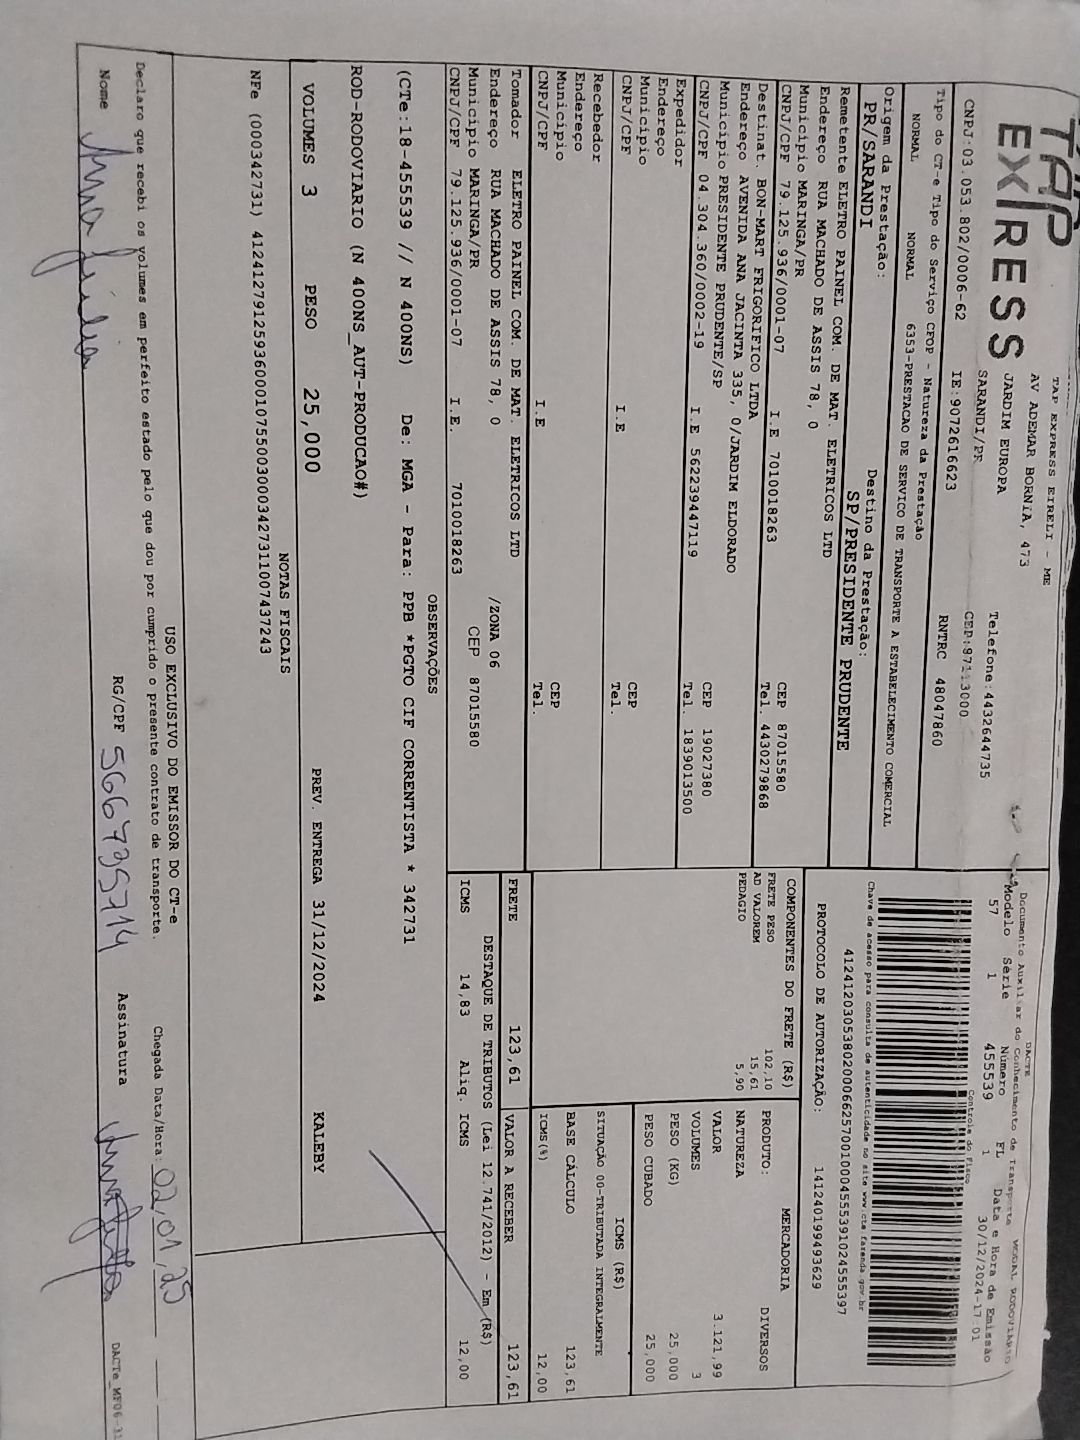 TAP
EXPRESS
TAP EXPRESS EIRELI - ME
AV ADEMAR BORNIA, 473
JARDIM EUROPA
SARANDI/PR
Telefone:4432644735
CNPJ:03.053.802/0006-62 IE:9072616623 RNTRC 48047860
Tipo do CT-e Tipo do Serviço CFOP - Natureza da Prestação
NORMAL NORMAL 6353-PRESTACAO DE SERVICO DE TRANSPORTE A ESTABELECIMENTO COMERCIAL
Origem da Prestação: Destino da Prestação:
PR/SARANDI SP/PRESIDENTE PRUDENTE
Remetente ELETRO PAINEL COM. DE MAT. ELETRICOS LTD
Endereço RUA MACHADO DE ASSIS 78, 0
Município MARINGA/PR CEP 87015580
CNPJ/CPF 79.125.936/0001-07 I.E 7010018263 Tel. 4430279868
Destinat. BON-MART FRIGORIFICO LTDA
Endereço AVENIDA ANA JACINTA 335, 0/JARDIM ELDORADO
Município PRESIDENTE PRUDENTE/SP CEP 19027380
CNPJ/CPF 04.304.360/0002-19 I.E 562239447119 Tel. 1839013500
Expedidor
Endereço
Município CEP
CNPJ/CPF I.E Tel.
Recebedor
Endereço
Município CEP
CNPJ/CPF I.E Tel.
Tomador ELETRO PAINEL COM. DE MAT. ELETRICOS LTD
Endereço RUA MACHADO DE ASSIS 78, 0 /ZONA 06
Município MARINGA/PR CEP 87015580
CNPJ/CPF 79.125.936/0001-07 I.E. 7010018263
DACTE
Documento Auxiliar do Conhecimento de Transporte MODAL RODOVIARIO
Modelo Série Número FL Data e Hora de Emissão
57 1 455539 1 30/12/2024-17:01
Controle do Fisco
Chave de acesso para consulta de autenticidade no site www.cte.fazenda.gov.br
41241203053802000662570010004555391024555397
PROTOCOLO DE AUTORIZAÇÃO: 141240199493629
COMPONENTES DO FRETE (R$)
FRETE PESO 102,10
AD VALOREM 15,61
PEDAGIO 5,90
MERCADORIA
PRODUTO: DIVERSOS
NATUREZA
VALOR 3.121,99
VOLUMES 3
PESO (KG) 25,000
PESO CUBADO 25,000
ICMS (R$)
SITUAÇÃO 00-TRIBUTADA INTEGRALMENTE
BASE CÁLCULO 123,61
ICMS(%) 12,00
FRETE 123,61 VALOR A RECEBER 123,61
DESTAQUE DE TRIBUTOS (Lei 12.741/2012) - Em (R$)
ICMS 14,83 Aliq. ICMS 12,00
OBSERVAÇÕES
(CTe:18-455539 // N 400NS) De: MGA - Para: PPB *PGTO CIF CORRENTISTA * 342731
ROD-RODOVIARIO (N 400NS_AUT-PRODUCAO#)
VOLUMES 3 PESO 25,000 PREV. ENTREGA 31/12/2024 KALEBY
NOTAS FISCAIS
NFe (000342731) 41241279125936000107550030003427311007437243
USO EXCLUSIVO DO EMISSOR DO CT-e
Declaro que recebi os volumes em perfeito estado pelo que dou por cumprido o presente contrato de transporte. Chegada Data/Hora: 02/01/25
Nome RG/CPF 566735714 Assinatura